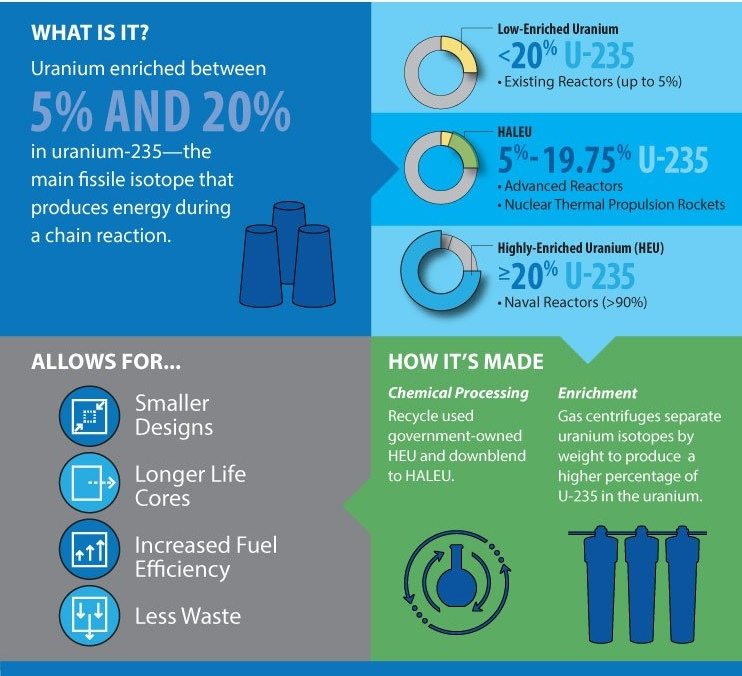 WHAT IS IT?
Uranium enriched between
5% AND 20%
in uranium-235—the
main fissile isotope that
produces energy during
a chain reaction.
Low-Enriched Uranium
<20% U-235
• Existing Reactors (up to 5%)
HALEU
5%-19.75% U-235
• Advanced Reactors
• Nuclear Thermal Propulsion Rockets
Highly-Enriched Uranium (HEU)
≥20% U-235
• Naval Reactors (>90%)
ALLOWS FOR...
Smaller
Designs
Longer Life
Cores
Increased Fuel
Efficiency
Less Waste
HOW IT'S MADE
Chemical Processing
Recycle used
government-owned
HEU and downblend
to HALEU.
Enrichment
Gas centrifuges separate
uranium isotopes by
weight to produce a
higher percentage of
U-235 in the uranium.